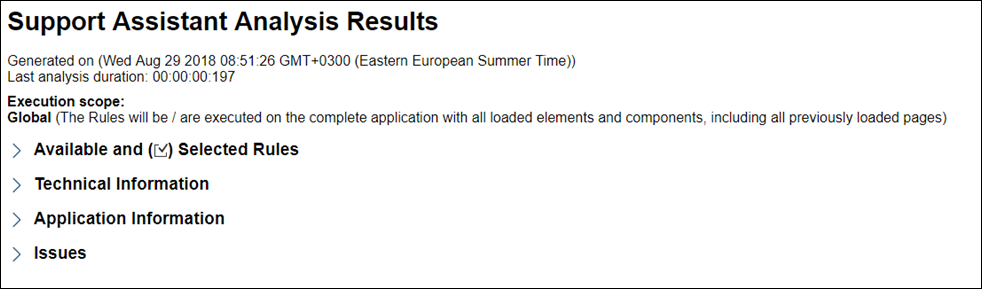 Support Assistant Analysis Results
Generated on (Wed Aug 29 2018 08:51:26 GMT+0300 (Eastern European Summer Time))
Last analysis duration: 00:00:00:197
Execution scope:
Global (The Rules will be / are executed on the complete application with all loaded elements and components, including all previously loaded pages)
Available and (☑) Selected Rules
Technical Information
Application Information
Issues